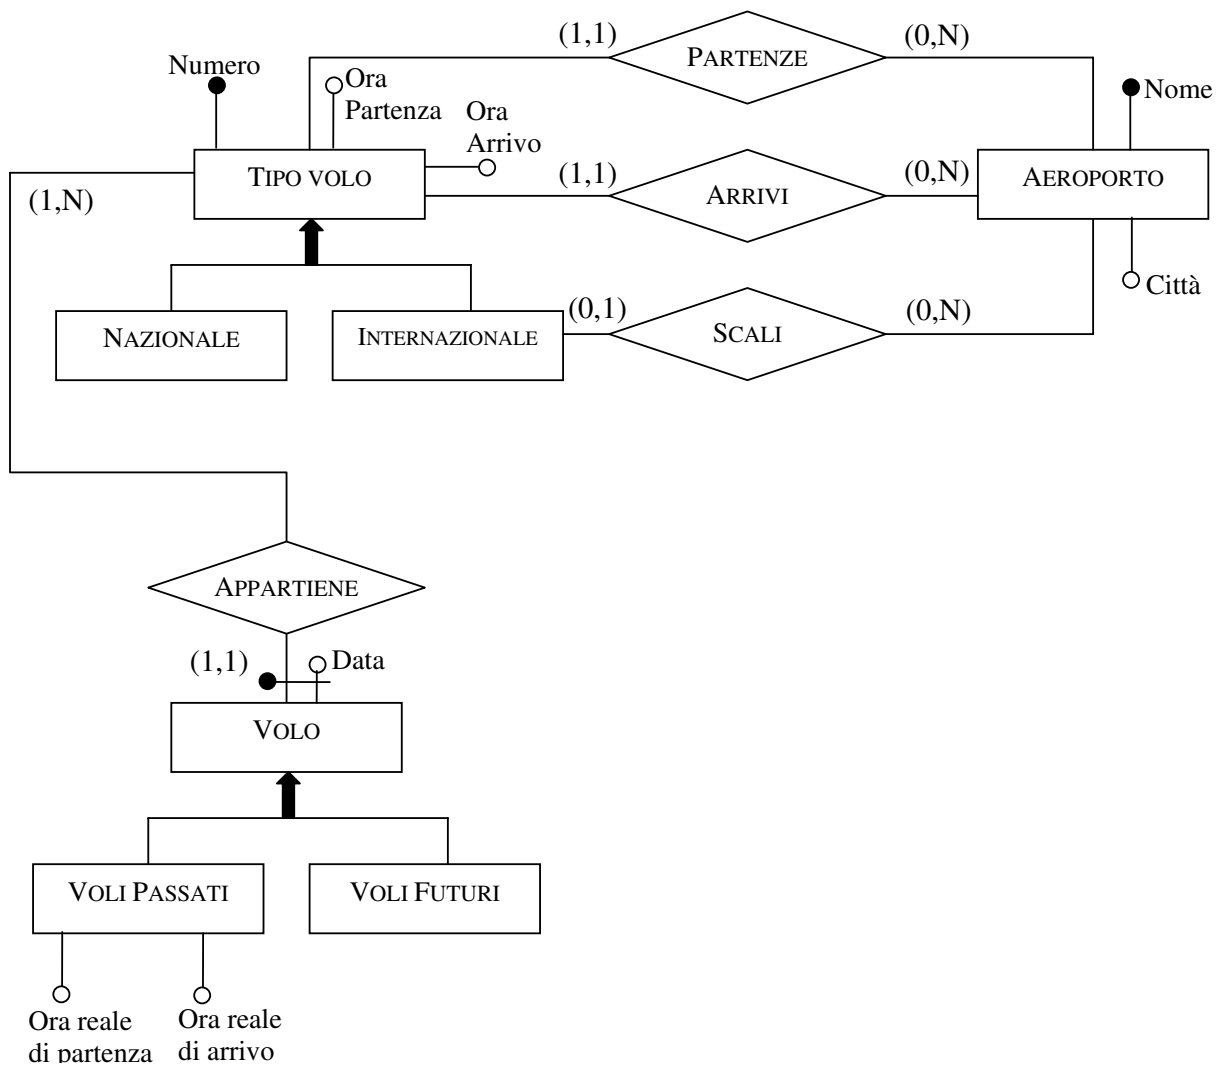 (1,1)
PARTENZE
(0,N)
Numero
Ora
Partenza
Ora
Arrivo
Nome
TIPO VOLO
(1,1)
ARRIVI
(0,N)
AEROPORTO
(1,N)
Città
NAZIONALE
INTERNAZIONALE
(0,1)
SCALI
(0,N)
APPARTIENE
(1,1)
Data
VOLO
VOLI PASSATI
VOLI FUTURI
Ora reale
di partenza
Ora reale
di arrivo